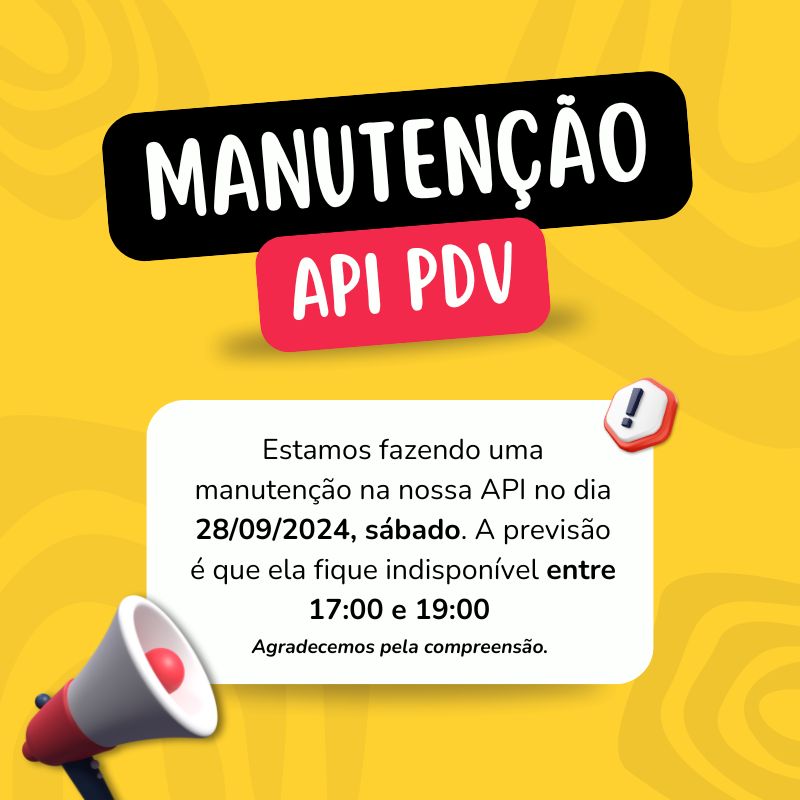 MANUTENÇÃO
API PDV
Estamos fazendo uma
manutenção na nossa API no dia
28/09/2024, sábado. A previsão
é que ela fique indisponível entre
17:00 e 19:00
Agradecemos pela compreensão.